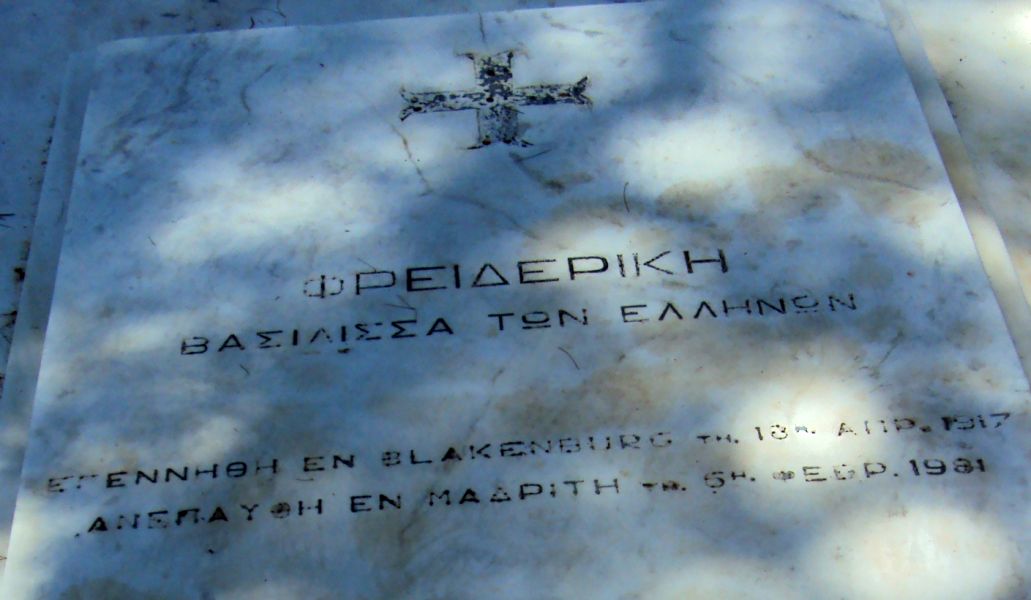 ΦΡΕΙΔΕΡΙΚΗ
ΒΑΣΙΛΙΣΣΑ ΤΩΝ ΕΛΛΗΝΩΝ
ΕΓΕΝΝΗΘΗ ΕΝ BLAKENBURG ΤΗ. 18Η. ΑΠΡ. 1917
ΑΝΕΠΑΥΘΗ ΕΝ ΜΑΔΡΙΤΗ ΤΗ. 6Η. ΦΕΒΡ. 1981